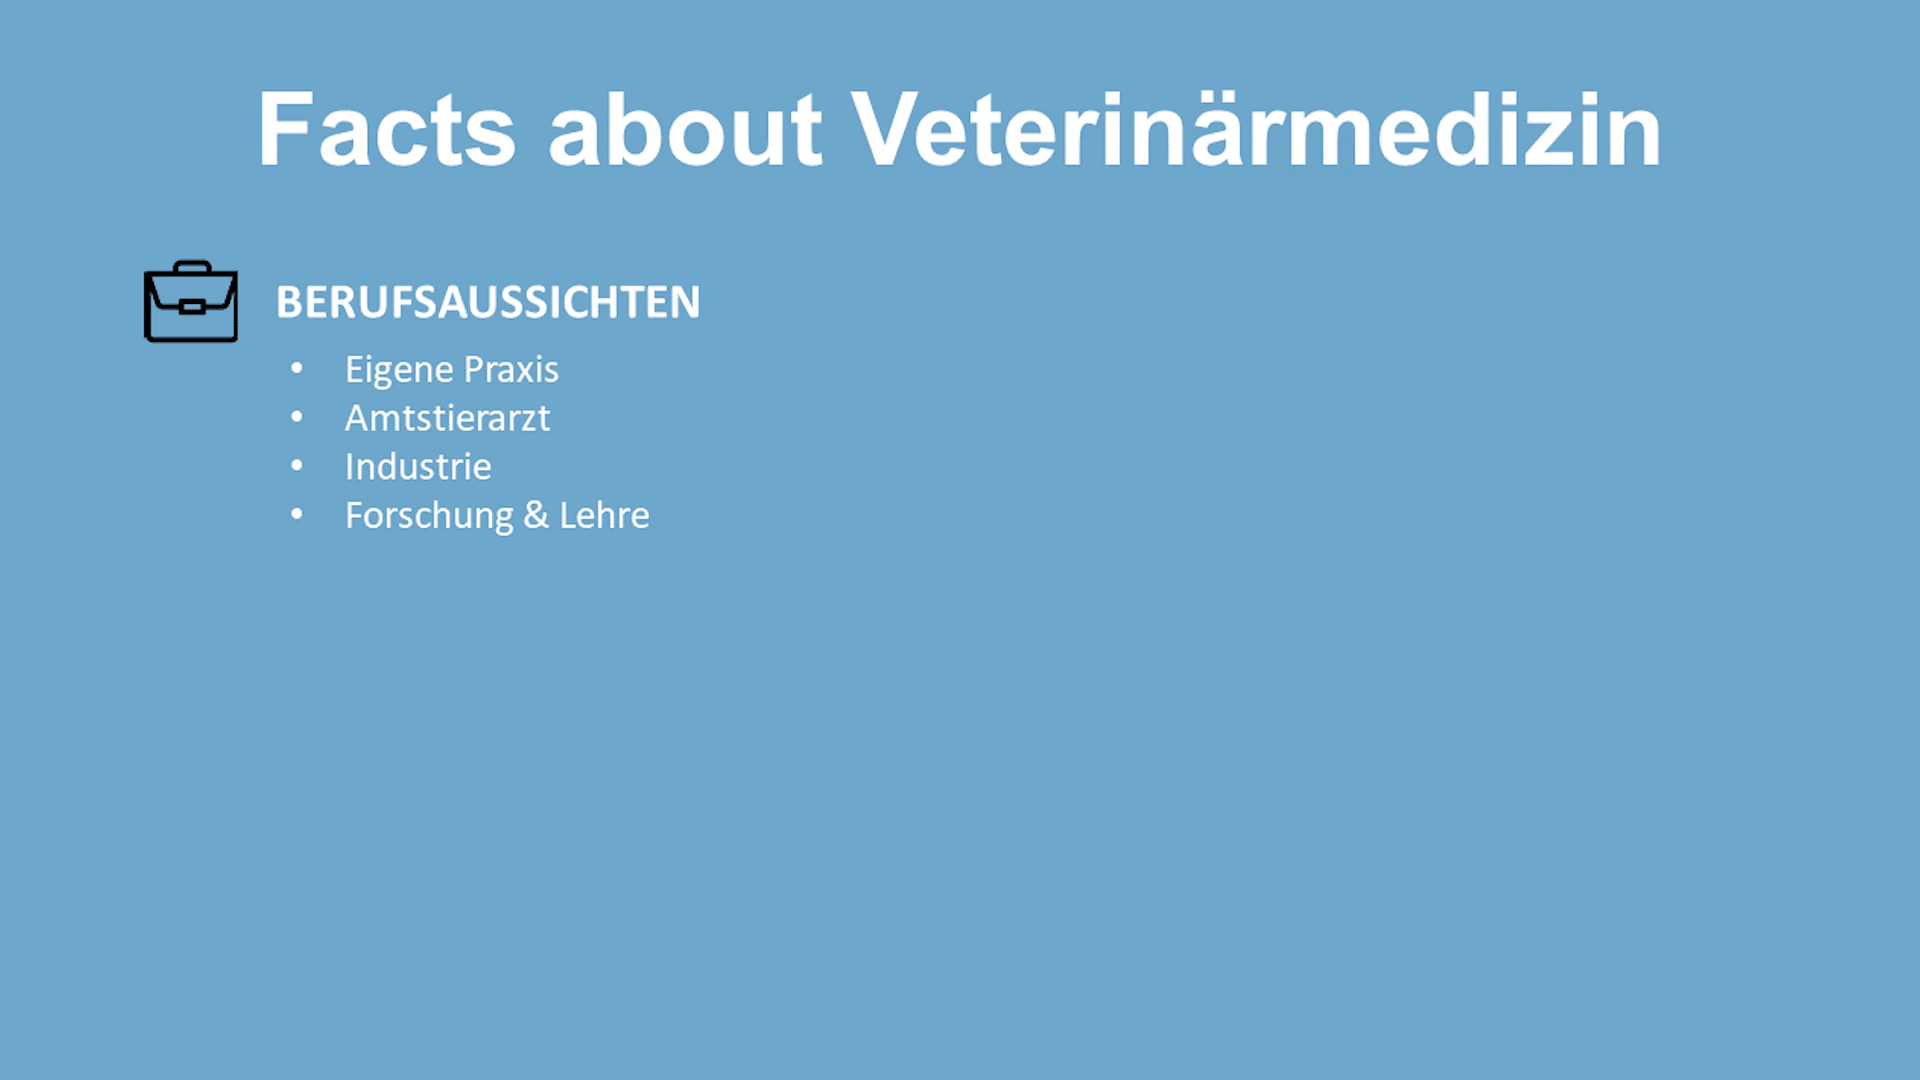 Facts about Veterinärmedizin
BERUFSAUSSICHTEN
• Eigene Praxis
• Amtstierarzt
• Industrie
• Forschung & Lehre